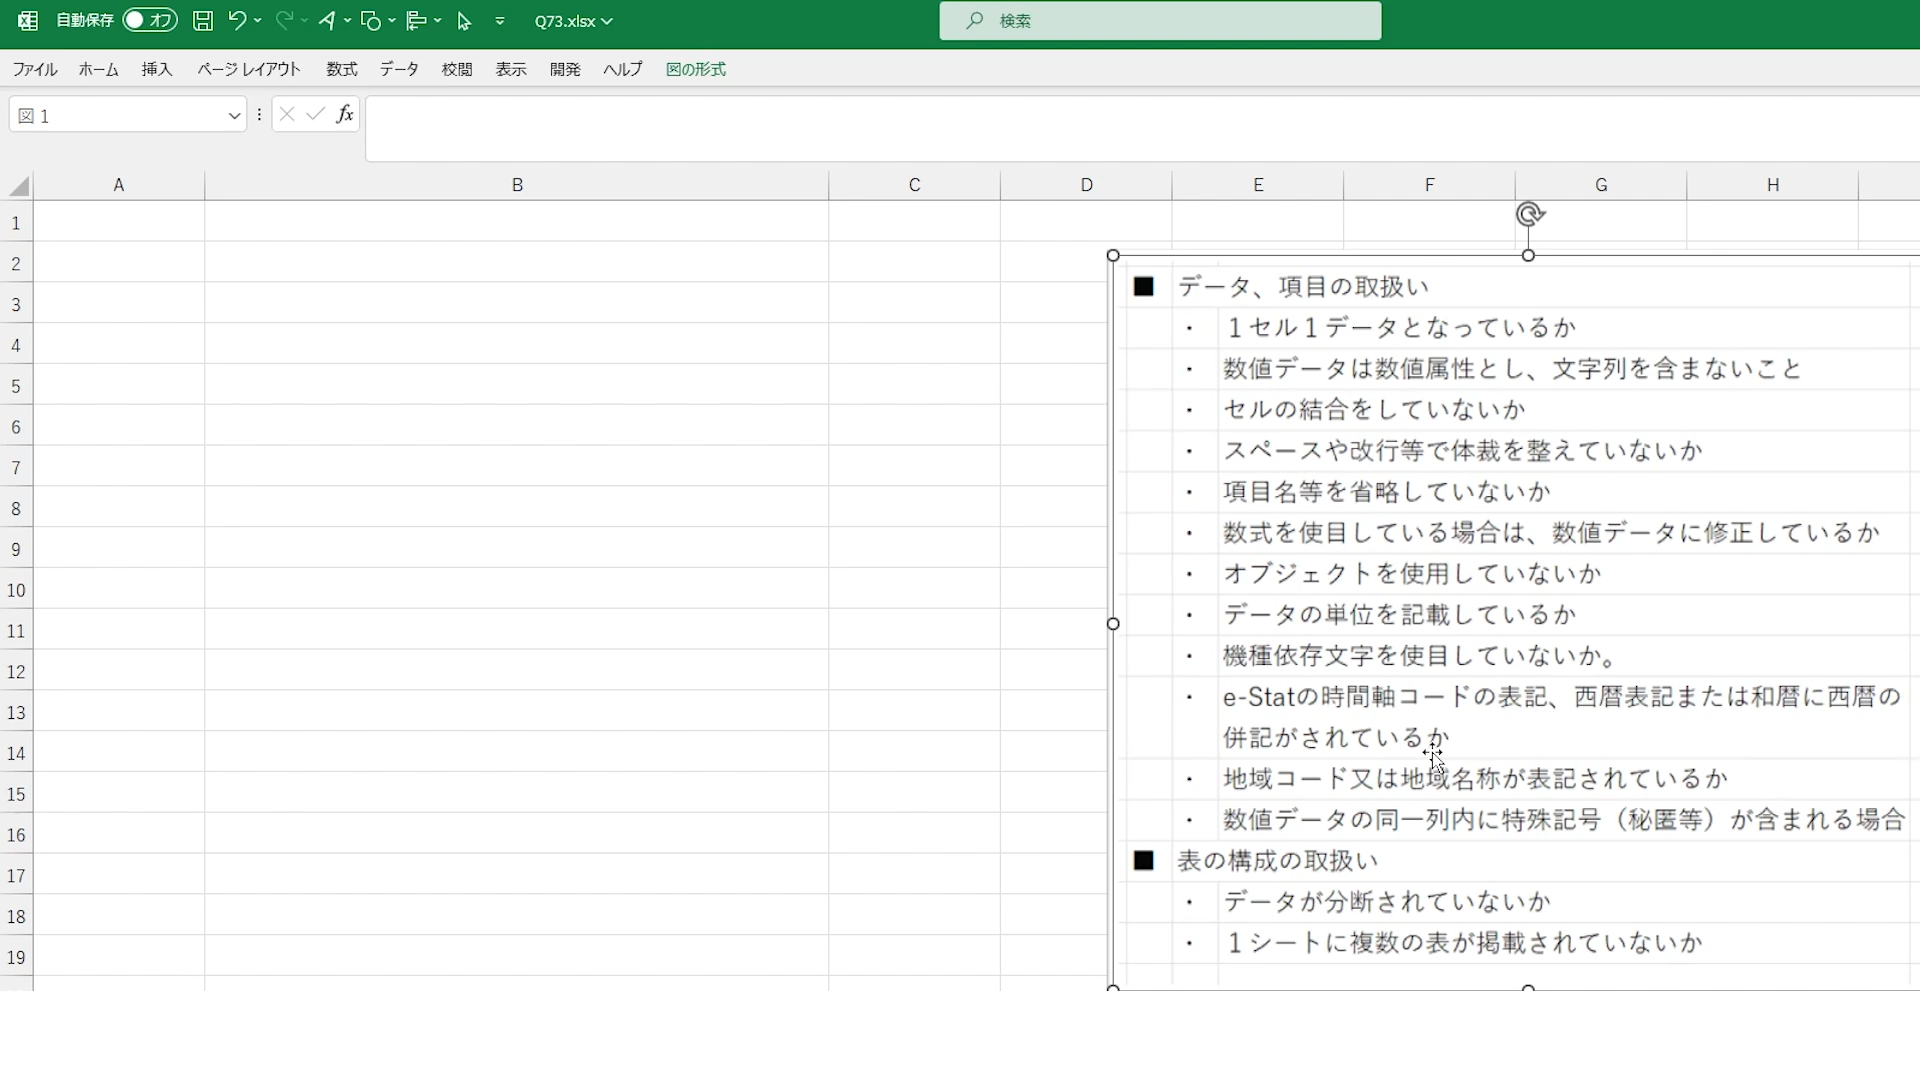 自動保存 オフ Q73.xlsx 検索
ファイル ホーム 挿入 ページ レイアウト 数式 データ 校閲 表示 開発 ヘルプ 図の形式
図 1 fx
A B C D E F G H
1
2
3
4
5
6
7
8
9
10
11
12
13
14
15
16
17
18
19
■ データ、項目の取扱い
・ 1セル1データとなっているか
・ 数値データは数値属性とし、文字列を含まないこと
・ セルの結合をしていないか
・ スペースや改行等で体裁を整えていないか
・ 項目名等を省略していないか
・ 数式を使目している場合は、数値データに修正しているか
・ オブジェクトを使用していないか
・ データの単位を記載しているか
・ 機種依存文字を使目していないか。
・ e-Statの時間軸コードの表記、西暦表記または和暦に西暦の
併記がされているか
・ 地域コード又は地域名称が表記されているか
・ 数値データの同一列内に特殊記号（秘匿等）が含まれる場合
■ 表の構成の取扱い
・ データが分断されていないか
・ 1シートに複数の表が掲載されていないか